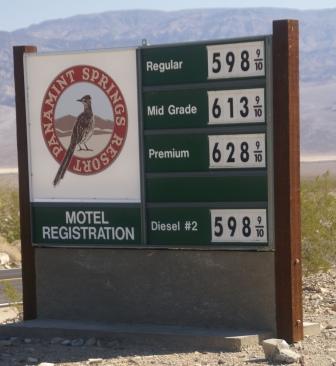 PANAMINT SPRINGS
RESORT
MOTEL
REGISTRATION
Regular 598 9/10
Mid Grade 613 9/10
Premium 628 9/10
Diesel #2 598 9/10